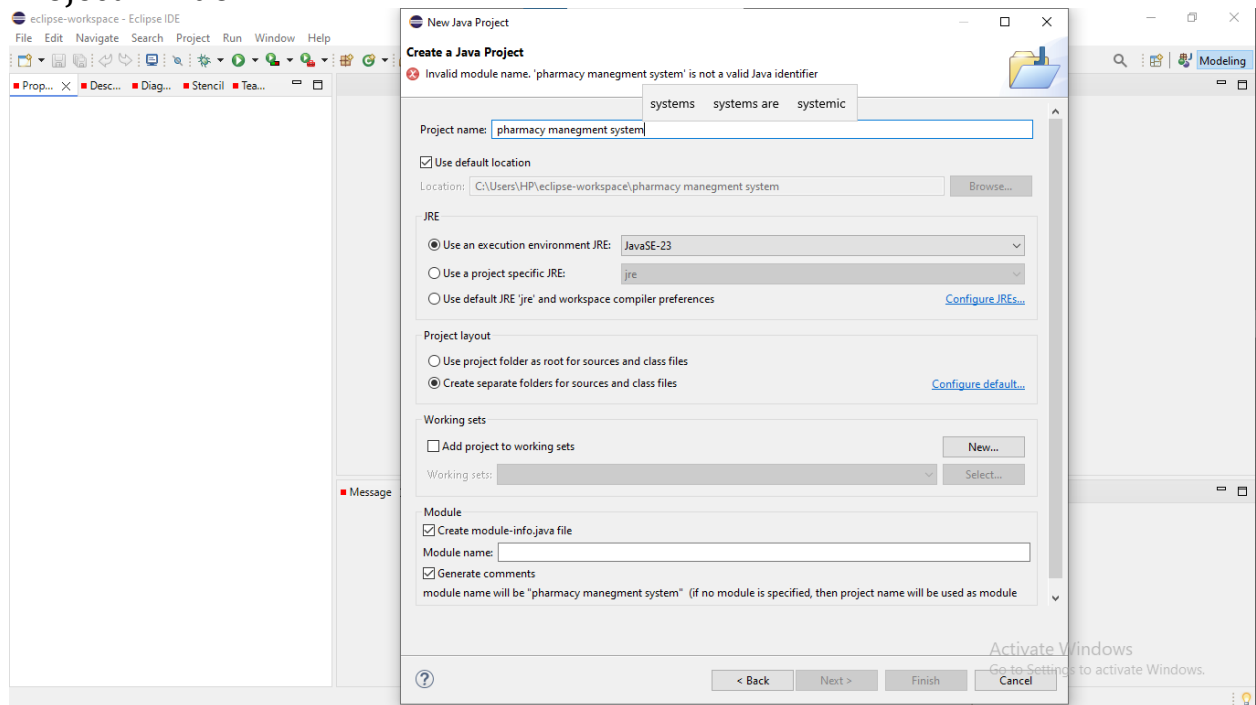 eclipse-workspace - Eclipse IDE
File Edit Navigate Search Project Run Window Help
Modeling
Prop... Desc... Diag... Stencil Tea...
New Java Project
Create a Java Project
Invalid module name. 'pharmacy manegment system' is not a valid Java identifier
systems systems are systemic
Project name: pharmacy manegment system
Use default location
Location: C:\Users\HP\eclipse-workspace\pharmacy manegment system Browse...
JRE
Use an execution environment JRE: JavaSE-23
Use a project specific JRE: jre
Use default JRE 'jre' and workspace compiler preferences Configure JREs...
Project layout
Use project folder as root for sources and class files
Create separate folders for sources and class files Configure default...
Working sets
Add project to working sets New...
Working sets: Select...
Message
Module
Create module-info.java file
Module name:
Generate comments
module name will be "pharmacy manegment system" (if no module is specified, then project name will be used as module
Activate Windows
Go to Settings to activate Windows.
< Back Next > Finish Cancel